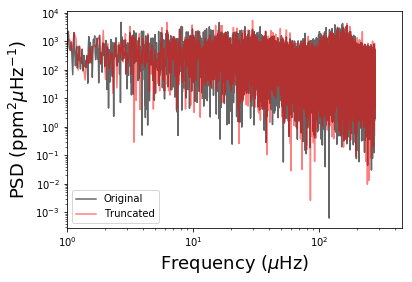 10⁴
10³
10²
10¹
10⁰
10⁻¹
10⁻²
10⁻³
PSD (ppm²μHz⁻¹)
Original
Truncated
10⁰ 10¹ 10²
Frequency (μHz)